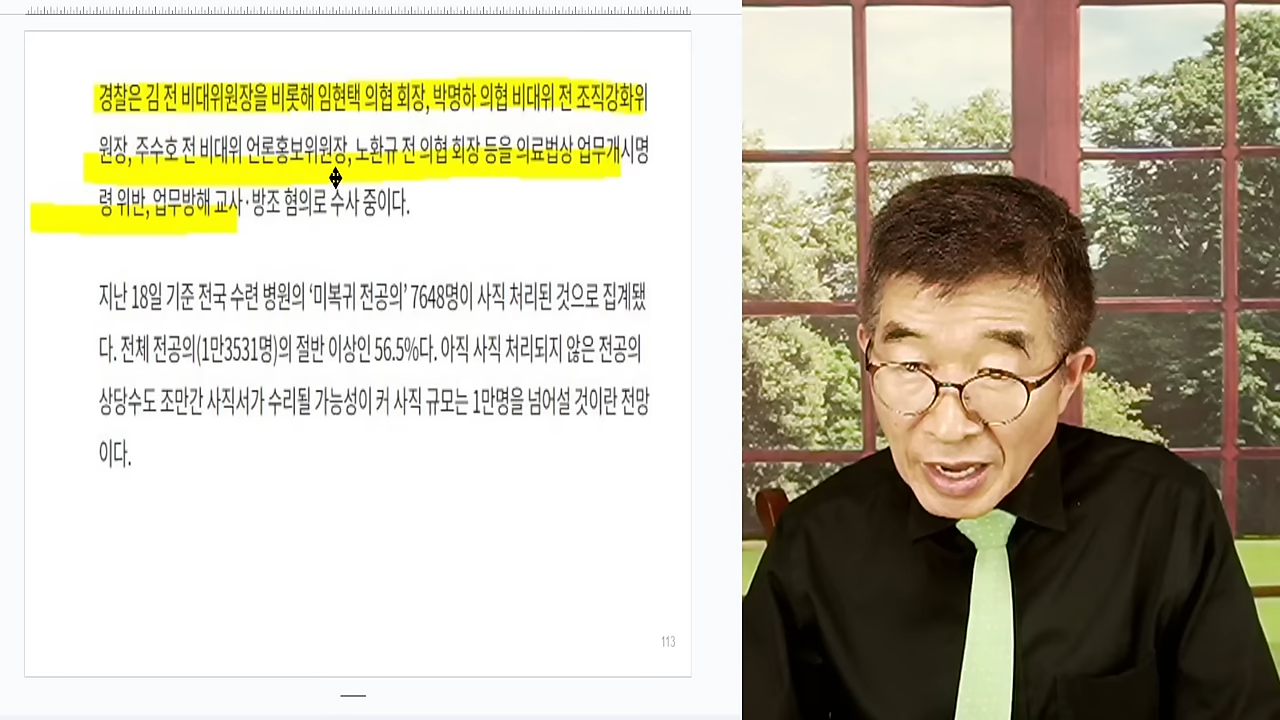 경찰은 김 전 비대위원장을 비롯해 임현택 의협 회장, 박명하 의협 비대위 전 조직강화위
원장, 주수호 전 비대위 언론홍보위원장, 노환규 전 의협 회장 등을 의료법상 업무개시명
령 위반, 업무방해 교사·방조 혐의로 수사 중이다.
지난 18일 기준 전국 수련 병원의 ‘미복귀 전공의’ 7648명이 사직 처리된 것으로 집계됐
다. 전체 전공의(1만3531명)의 절반 이상인 56.5%다. 아직 사직 처리되지 않은 전공의
상당수도 조만간 사직서가 수리될 가능성이 커 사직 규모는 1만명을 넘어설 것이란 전망
이다.
113